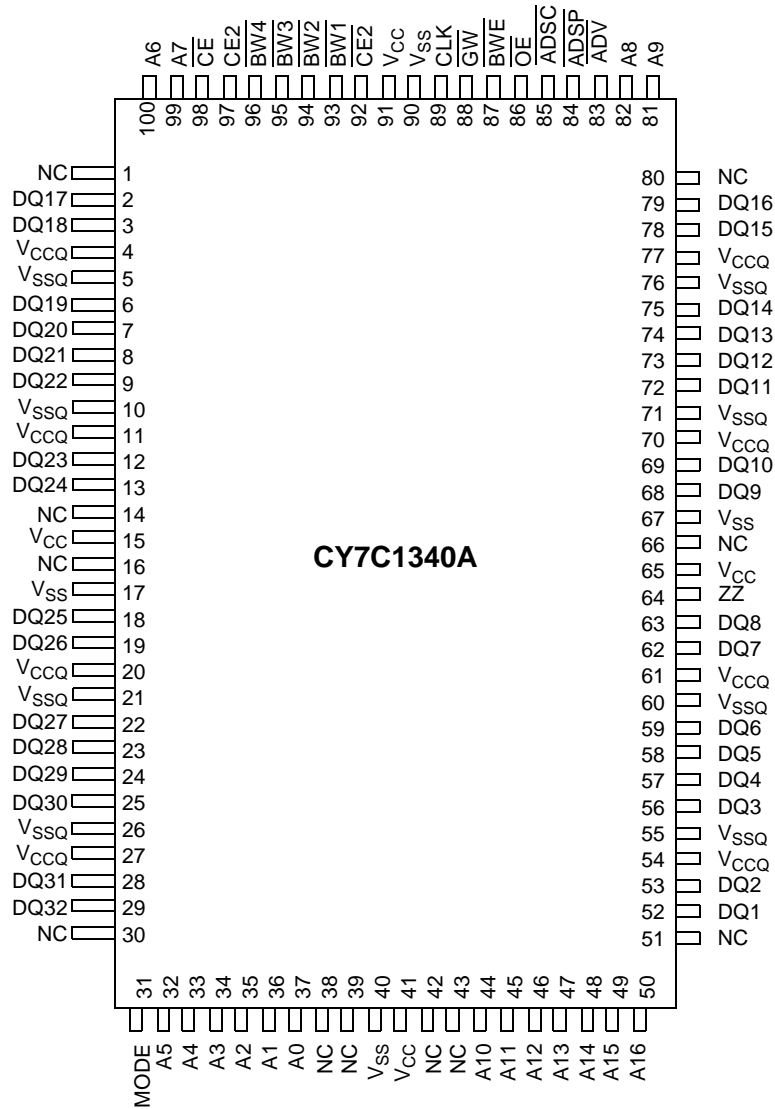 A6 A7 CE CE2 BW4 BW3 BW2 BW1 CE2 VCC VSS CLK GW BWE OE ADSC ADSP ADV A8 A9
100 99 98 97 96 95 94 93 92 91 90 89 88 87 86 85 84 83 82 81
NC 1
DQ17 2
DQ18 3
VCCQ 4
VSSQ 5
DQ19 6
DQ20 7
DQ21 8
DQ22 9
VSSQ 10
VCCQ 11
DQ23 12
DQ24 13
NC 14
VCC 15
NC 16
VSS 17
DQ25 18
DQ26 19
VCCQ 20
VSSQ 21
DQ27 22
DQ28 23
DQ29 24
DQ30 25
VSSQ 26
VCCQ 27
DQ31 28
DQ32 29
NC 30
CY7C1340A
80 NC
79 DQ16
78 DQ15
77 VCCQ
76 VSSQ
75 DQ14
74 DQ13
73 DQ12
72 DQ11
71 VSSQ
70 VCCQ
69 DQ10
68 DQ9
67 VSS
66 NC
65 VCC
64 ZZ
63 DQ8
62 DQ7
61 VCCQ
60 VSSQ
59 DQ6
58 DQ5
57 DQ4
56 DQ3
55 VSSQ
54 VCCQ
53 DQ2
52 DQ1
51 NC
31 32 33 34 35 36 37 38 39 40 41 42 43 44 45 46 47 48 49 50
MODE A5 A4 A3 A2 A1 A0 NC NC VSS VCC NC NC A10 A11 A12 A13 A14 A15 A16